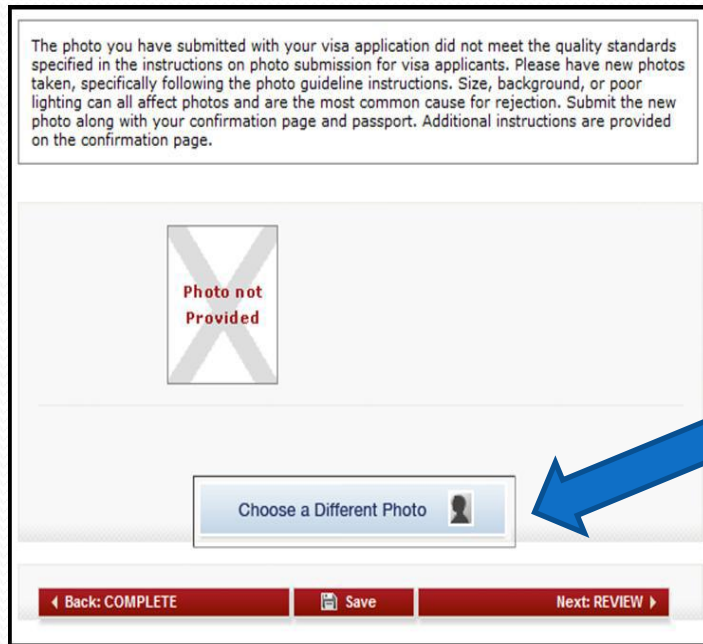 The photo you have submitted with your visa application did not meet the quality standards
specified in the instructions on photo submission for visa applicants. Please have new photos
taken, specifically following the photo guideline instructions. Size, background, or poor
lighting can all affect photos and are the most common cause for rejection. Submit the new
photo along with your confirmation page and passport. Additional instructions are provided
on the confirmation page.
Photo not
Provided
Choose a Different Photo
Back: COMPLETE
Save
Next: REVIEW